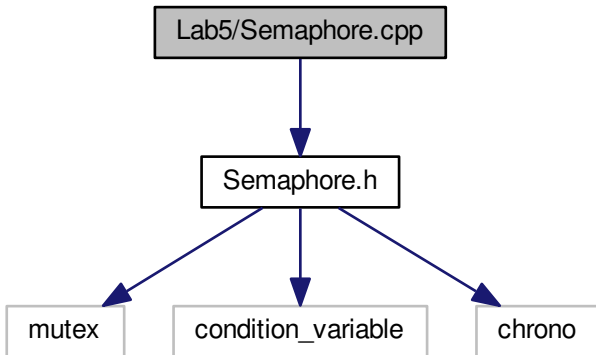 Lab5/Semaphore.cpp
Semaphore.h
mutex
condition_variable
chrono